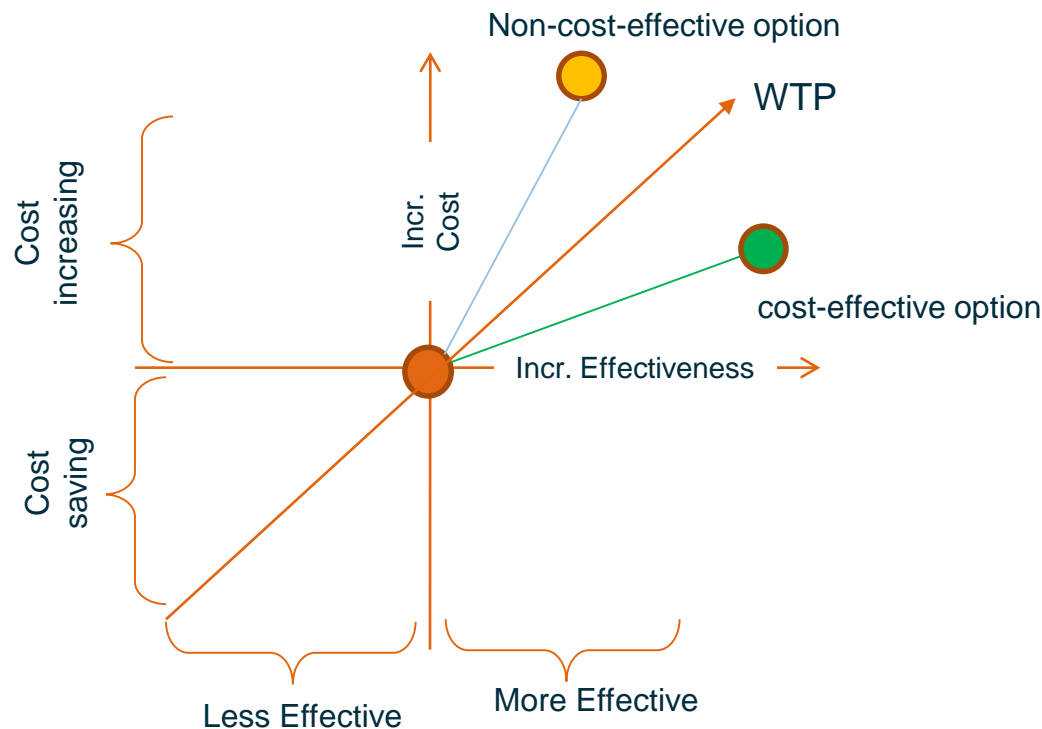 Non-cost-effective option
WTP
Cost
increasing
Incr.
Cost
cost-effective option
Incr. Effectiveness
Cost
saving
Less Effective
More Effective